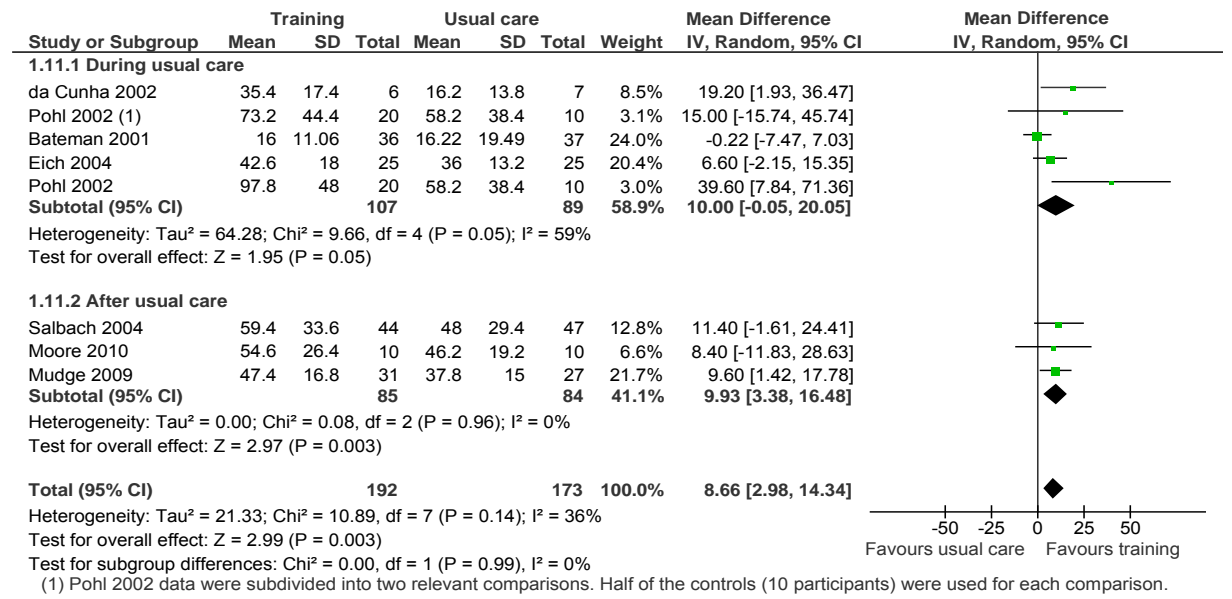 Training Usual care Mean Difference Mean Difference
Study or Subgroup Mean SD Total Mean SD Total Weight IV, Random, 95% CI IV, Random, 95% CI
1.11.1 During usual care
da Cunha 2002 35.4 17.4 6 16.2 13.8 7 8.5% 19.20 [1.93, 36.47]
Pohl 2002 (1) 73.2 44.4 20 58.2 38.4 10 3.1% 15.00 [-15.74, 45.74]
Bateman 2001 16 11.06 36 16.22 19.49 37 24.0% -0.22 [-7.47, 7.03]
Eich 2004 42.6 18 25 36 13.2 25 20.4% 6.60 [-2.15, 15.35]
Pohl 2002 97.8 48 20 58.2 38.4 10 3.0% 39.60 [7.84, 71.36]
Subtotal (95% CI) 107 89 58.9% 10.00 [-0.05, 20.05]
Heterogeneity: Tau² = 64.28; Chi² = 9.66, df = 4 (P = 0.05); I² = 59%
Test for overall effect: Z = 1.95 (P = 0.05)
1.11.2 After usual care
Salbach 2004 59.4 33.6 44 48 29.4 47 12.8% 11.40 [-1.61, 24.41]
Moore 2010 54.6 26.4 10 46.2 19.2 10 6.6% 8.40 [-11.83, 28.63]
Mudge 2009 47.4 16.8 31 37.8 15 27 21.7% 9.60 [1.42, 17.78]
Subtotal (95% CI) 85 84 41.1% 9.93 [3.38, 16.48]
Heterogeneity: Tau² = 0.00; Chi² = 0.08, df = 2 (P = 0.96); I² = 0%
Test for overall effect: Z = 2.97 (P = 0.003)
Total (95% CI) 192 173 100.0% 8.66 [2.98, 14.34]
Heterogeneity: Tau² = 21.33; Chi² = 10.89, df = 7 (P = 0.14); I² = 36%
Test for overall effect: Z = 2.99 (P = 0.003)
Test for subgroup differences: Chi² = 0.00, df = 1 (P = 0.99), I² = 0%
-50 -25 0 25 50
Favours usual care Favours training
(1) Pohl 2002 data were subdivided into two relevant comparisons. Half of the controls (10 participants) were used for each comparison.